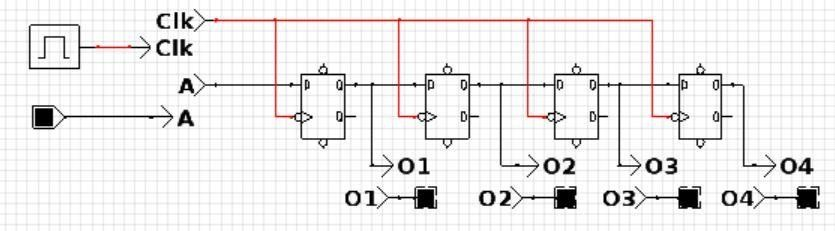 Clk
Clk
A
D Q D Q D Q D Q
A
Q Q Q Q
O1 O2 O3 O4
O1 O2 O3 O4